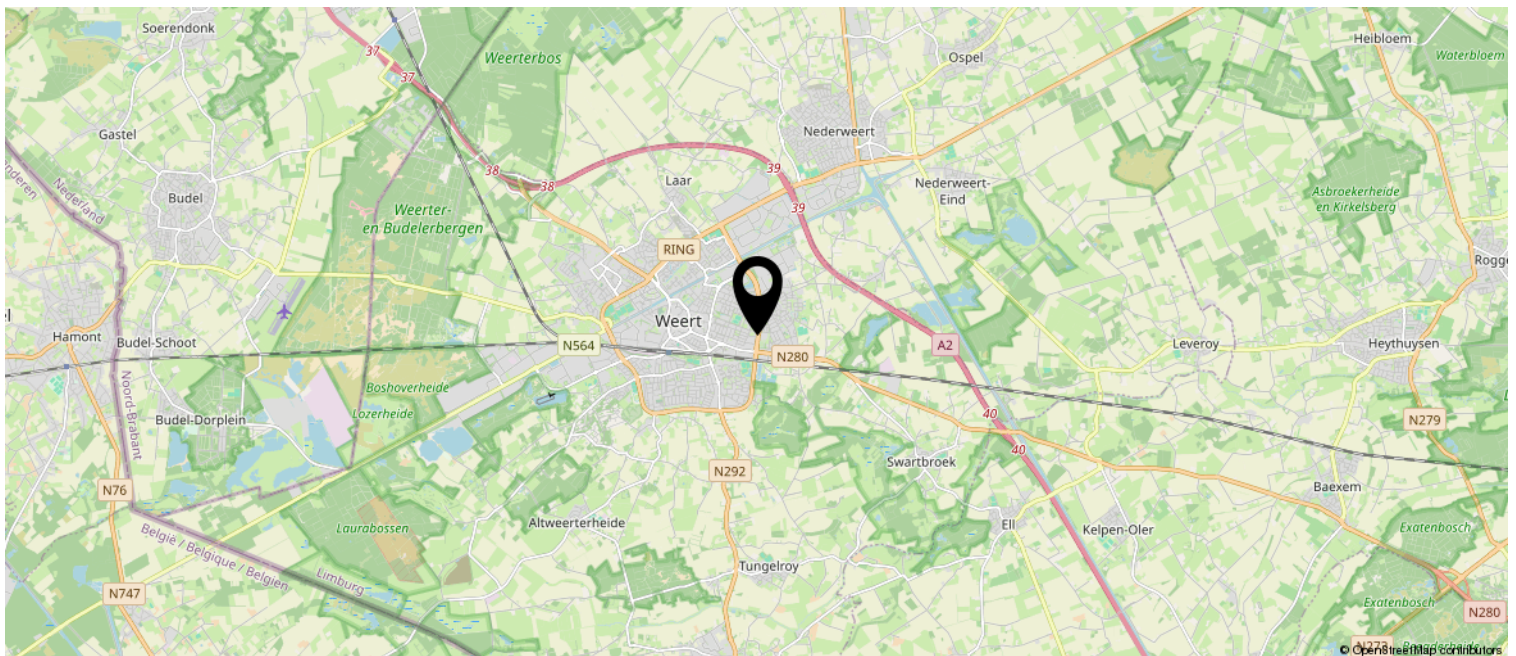 Soerendonk
37
Weerterbos
Heibloem
Ospel
Waterbloem
37
Gastel
Nederweert
38
38
39
Laar
Nederland
Budel
Nederweert-
Eind
Asbroekerheide
en Kirkelsberg
Weerter-
en Budelerbergen
39
RING
Rogge
Weert
Hamont
Budel-Schoot
N564
N280
A2
Leveroy
Heythuysen
Boshoverheide
Lozerheide
Noord-Brabant
Budel-Dorplein
40
N279
40
Swartbroek
N292
N76
Baexem
Altweerterheide
Ell
Kelpen-Oler
Laurabossen
Exatenbosch
België / Belgique / Belgien
Limburg
Tungelroy
N747
Exatenbosch
N280
N273
© OpenStreetMap contributors